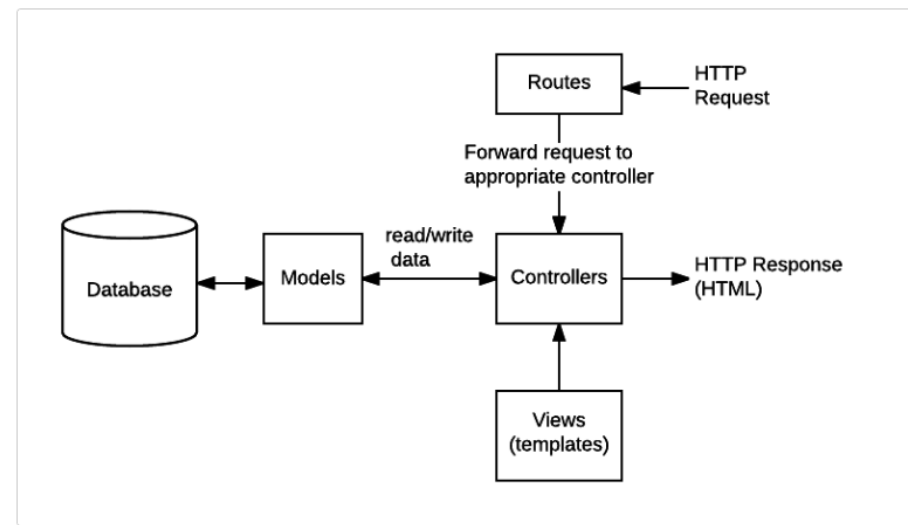 Routes
HTTP
Request
Forward request to
appropriate controller
read/write
data
Database
Models
Controllers
HTTP Response
(HTML)
Views
(templates)